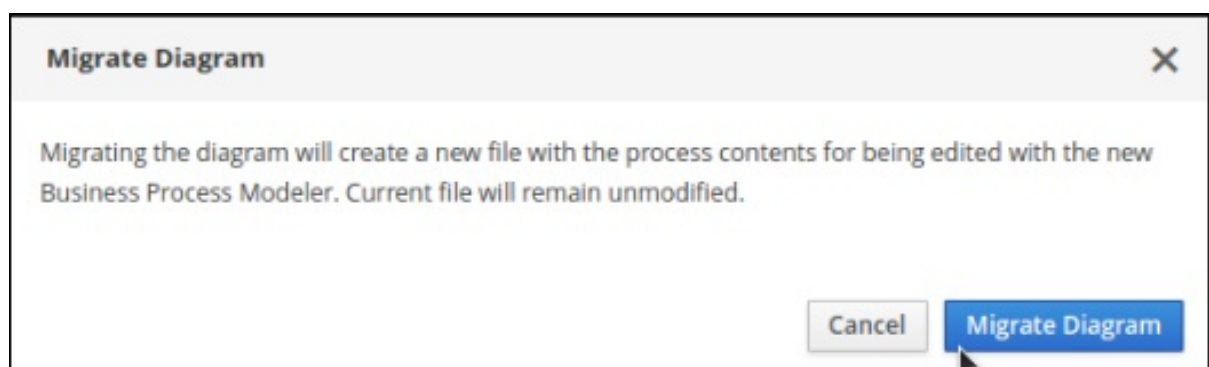 Migrate Diagram
Migrating the diagram will create a new file with the process contents for being edited with the new
Business Process Modeler. Current file will remain unmodified.
Cancel
Migrate Diagram